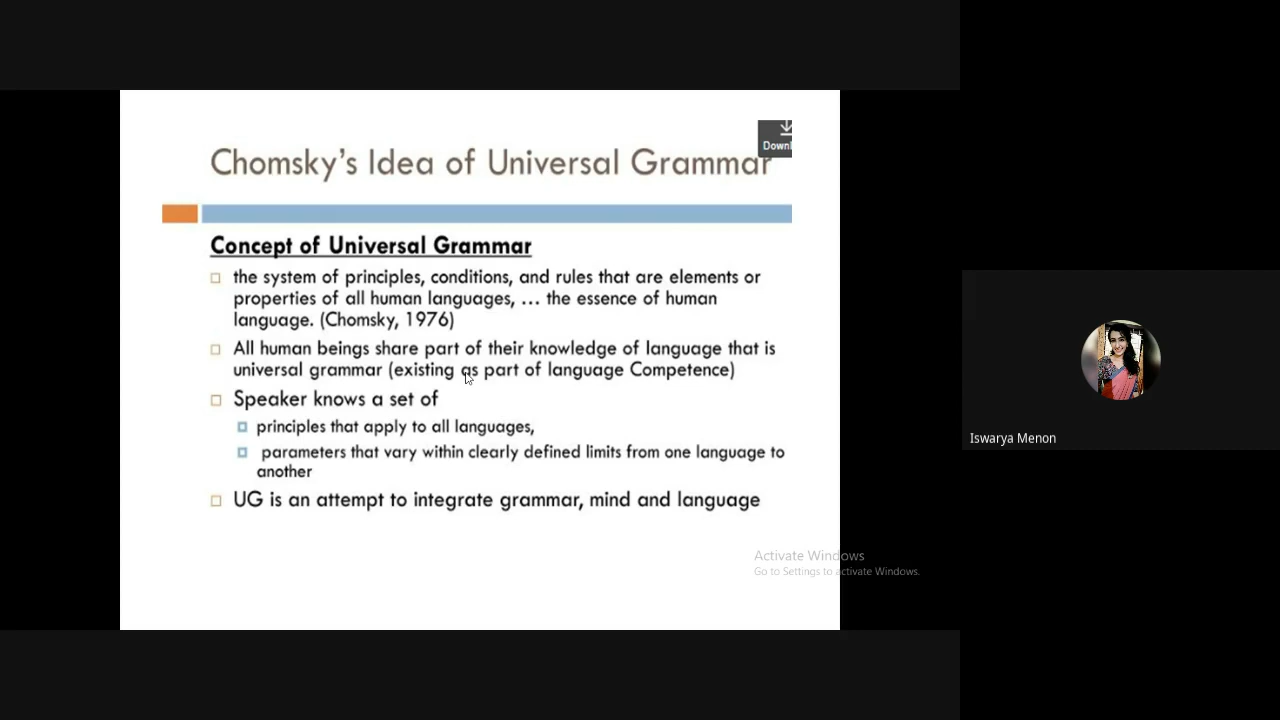 Downl
Chomsky's Idea of Universal Grammar
Concept of Universal Grammar
the system of principles, conditions, and rules that are elements or
properties of all human languages, … the essence of human
language. (Chomsky, 1976)
All human beings share part of their knowledge of language that is
universal grammar (existing as part of language Competence)
Speaker knows a set of
principles that apply to all languages,
parameters that vary within clearly defined limits from one language to
another
UG is an attempt to integrate grammar, mind and language
Iswarya Menon
Activate Windows
Go to Settings to activate Windows.